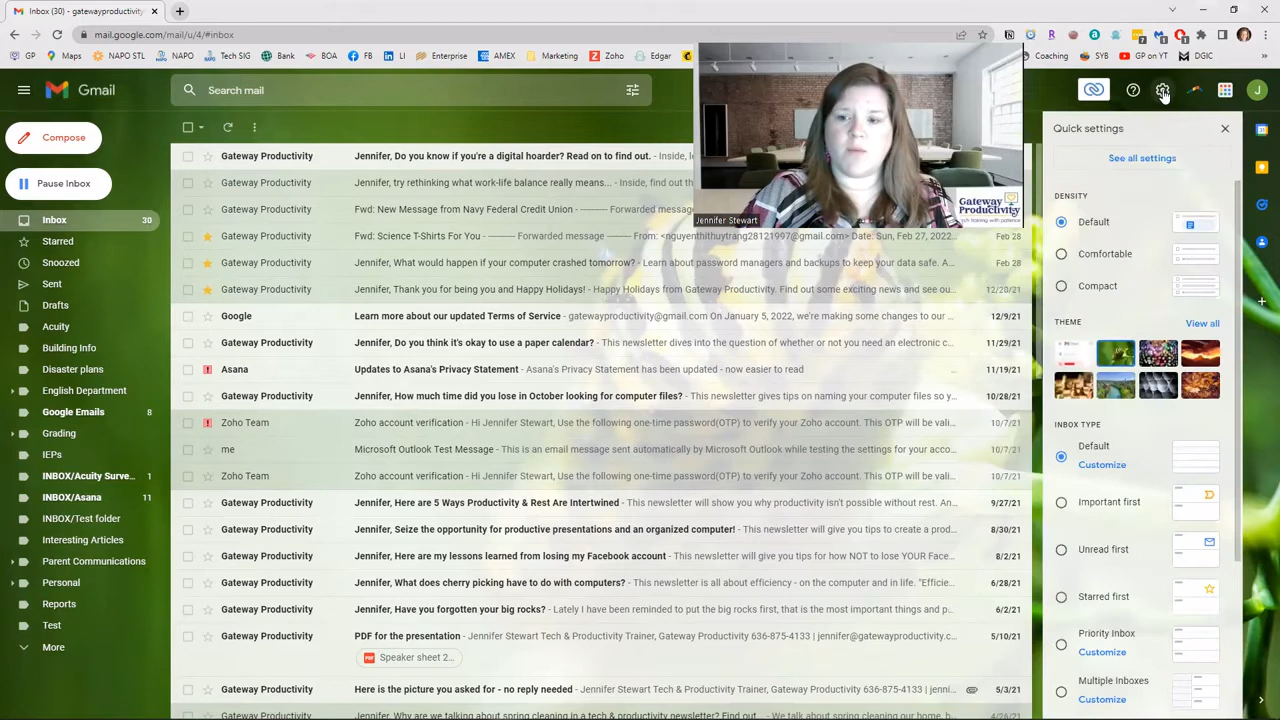 Inbox (30) - gatewayproductivity
mail.google.com/mail/u/4/#inbox
GP Maps NAPO STL NAPO Tech SIG Bank BOA FB LI Enterprise AMEX Marketing Zoho Edgar Coaching SYB GP on YT DGIC
Gmail
Search mail
J
Compose
Pause Inbox
Inbox 30
Starred
Snoozed
Sent
Drafts
Acuity
Building Info
Disaster plans
English Department
Google Emails 8
Grading
IEPs
INBOX/Acuity Surve... 1
INBOX/Asana 11
INBOX/Test folder
Interesting Articles
Parent Communications
Personal
Reports
Test
More
Gateway Productivity Jennifer, Do you know if you're a digital hoarder? Read on to find out. - Inside, l
Gateway Productivity Jennifer, try rethinking what work-life balance really means... - Inside, find out th
Gateway Productivity Fwd: New Message from Navy Federal Credit Union - ---------- Forwarded messag
Gateway Productivity Fwd: Science T-Shirts For You - ---------- Forwarded message --------- From: <nguyenthithuytrang28121997@gmail.com> Date: Sun, Feb 27, 2022... Feb 28
Gateway Productivity Jennifer, What would happen if your computer crashed tomorrow? - Learn about password managers and backups to keep your data safe. A... Feb 28
Gateway Productivity Jennifer, Thank you for being you and Happy Holidays! - Happy Holidays from Gateway Productivity. Find out some exciting news and see ou... 12/20/21
Google Learn more about our updated Terms of Service - gatewayproductivity@gmail.com On January 5, 2022, we're making some changes to our ... 12/9/21
Gateway Productivity Jennifer, Do you think it's okay to use a paper calendar? - This newsletter dives into the question of whether or not you need an electronic c... 11/29/21
Asana Updates to Asana's Privacy Statement - Asana's Privacy Statement has been updated - now easier to read ... 11/19/21
Gateway Productivity Jennifer, How much time did you lose in October looking for computer files? - This newsletter gives tips on naming your computer files so y... 10/28/21
Zoho Team Zoho account verification - Hi Jennifer Stewart, Use the following one-time password(OTP) to verify your Zoho account. This OTP will be vali... 10/7/21
me Microsoft Outlook Test Message - This is an email message sent automatically by Microsoft Outlook while testing the settings for your acco... 10/7/21
Zoho Team Zoho account verification - Hi Jennifer Stewart, Use the following one-time password(OTP) to verify your Zoho account. This OTP will be vali... 10/7/21
Gateway Productivity Jennifer, Here are 5 Ways Productivity & Rest Are Intertwined - This newsletter will show you why productivity isn't possible without rest. An... 9/27/21
Gateway Productivity Jennifer, Seize the opportunity for productive presentations and an organized computer! - This newsletter will give you tips to create a prod... 8/30/21
Gateway Productivity Jennifer, Here are my lessons learned from losing my Facebook account - This newsletter will give you tips for how NOT to lose YOUR Face... 8/2/21
Gateway Productivity Jennifer, What does cherry picking have to do with computers? - This newsletter is all about efficiency - on the computer and in life. "Efficie... 6/28/21
Gateway Productivity Jennifer, Have you forgotten your big rocks? - Lately I have been reminded to put the big rocks first, that is the most important things and p... 6/2/21
Gateway Productivity PDF for the presentation - Jennifer Stewart Tech & Productivity Trainer, Gateway Productivity 636-875-4133 | jennifer@gatewayproductivity.c... 5/10/21
PDF Speaker sheet 2...
Gateway Productivity Here is the picture you asked for - no reply needed - Jennifer Stewart Tech & Productivity Trainer, Gateway Productivity 636-875-4133 | jenni... 5/3/21
Gateway Productivity Jennifer, Why are we talking about spring cleaning in a tech & productivity newsletter? Find out... - We talk about spring cleaning our home, b... 4/26/21
Jennifer Stewart
Gateway
Productivity
tech training with patience
Quick settings
See all settings
DENSITY
Default
Comfortable
Compact
THEME View all
INBOX TYPE
Default
Customize
Important first
Unread first
Starred first
Priority Inbox
Customize
Multiple Inboxes
Customize